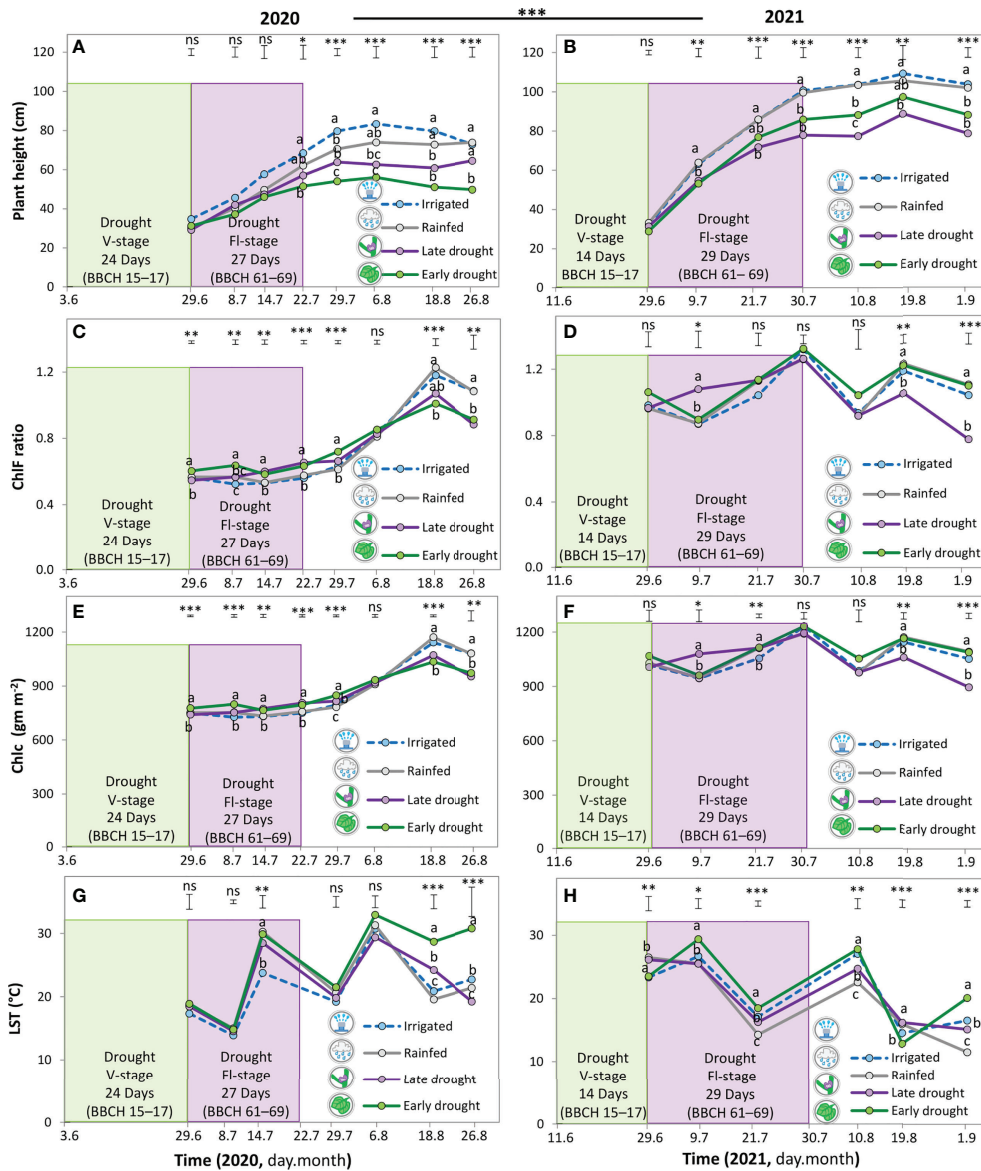 2020 *** 2021
A
ns ns ns * *** *** *** ***
Plant height (cm)
120
100
80
60
40
20
0
a a a a
ab b ab b a
b bc b a
b c c b
Drought
V-stage
24 Days
(BBCH 15–17)
Drought
Fl-stage
27 Days
(BBCH 61–69)
Irrigated
Rainfed
Late drought
Early drought
3.6 29.6 8.7 14.7 22.7 29.7 6.8 18.8 26.8
B
ns ** *** *** *** ** ***
120
100
80
60
40
20
0
a a a a a a
a ab
b b b b ab b
b b c b b
Drought
V-stage
14 Days
BBCH 15–17
Drought
Fl-stage
29 Days
(BBCH 61–69)
Irrigated
Rainfed
Late drought
Early drought
11.6 29.6 9.7 21.7 30.7 10.8 19.8 1.9
C
** ** ** *** *** ns *** **
ChlF ratio
1.2
0.8
0.4
0.0
a a a a a a a
bc b b
b c b b b b
Drought
V-stage
24 Days
(BBCH 15–17)
Drought
Fl-stage
27 Days
(BBCH 61–69)
Irrigated
Rainfed
Late drought
Early drought
3.6 29.6 8.7 14.7 22.7 29.7 6.8 18.8 26.8
D
ns * ns ns ns ** ***
1.2
0.8
0.4
0.0
a a a
b b b
Drought
V-stage
14 Days
(BBCH 15–17)
Drought
Fl-stage
29 Days
(BBCH 61–69)
Irrigated
Rainfed
Late drought
Early drought
11.6 29.6 9.7 21.7 30.7 10.8 19.8 1.9
E
*** *** ** *** *** ns *** **
Chlc (gm m-2)
1200
900
600
300
0
a a a a a a a
b b
b b b b c b
Drought
V-stage
24 Days
(BBCH 15–17)
Drought
Fl-stage
27 Days
(BBCH 61–69)
Irrigated
Rainfed
Late drought
Early drought
3.6 29.6 8.7 14.7 22.7 29.7 6.8 18.8 26.8
F
ns * ** ns ns ** ***
1200
900
600
300
0
a a a a
b b b b
Drought
V-stage
14 Days
(BBCH 15–17)
Drought
Fl-stage
29 Days
(BBCH 61–69)
Irrigated
Rainfed
Late drought
Early drought
11.6 29.6 9.7 21.7 30.7 10.8 19.8 1.9
G
ns ns ** ns ns *** ***
LST (°C)
30
20
10
0
a a a
b b b
c c
Drought
V-stage
24 Days
(BBCH 15–17)
Drought
Fl-stage
27 Days
(BBCH 61–69)
Irrigated
Rainfed
Late drought
Early drought
3.6 29.6 8.7 14.7 22.7 29.7 6.8 18.8 26.8
Time (2020, day.month)
H
** * *** ** *** ***
30
20
10
0
b a a a a a
a b b b b b
c c c
Drought
V-stage
14 Days
(BBCH 15–17)
Drought
Fl-stage
29 Days
(BBCH 61–69)
Irrigated
Rainfed
Late drought
Early drought
11.6 29.6 9.7 21.7 30.7 10.8 19.8 1.9
Time (2021, day.month)